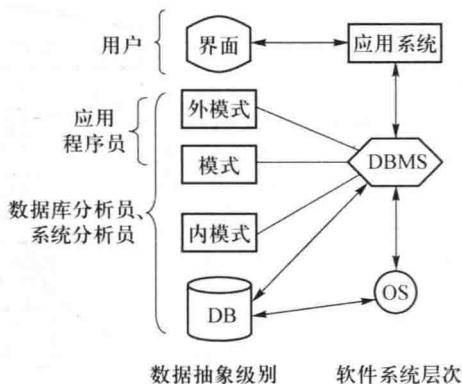 用户
界面
应用系统
应用
程序员
外模式
模式
DBMS
数据库分析员、
系统分析员
内模式
DB
OS
数据抽象级别
软件系统层次